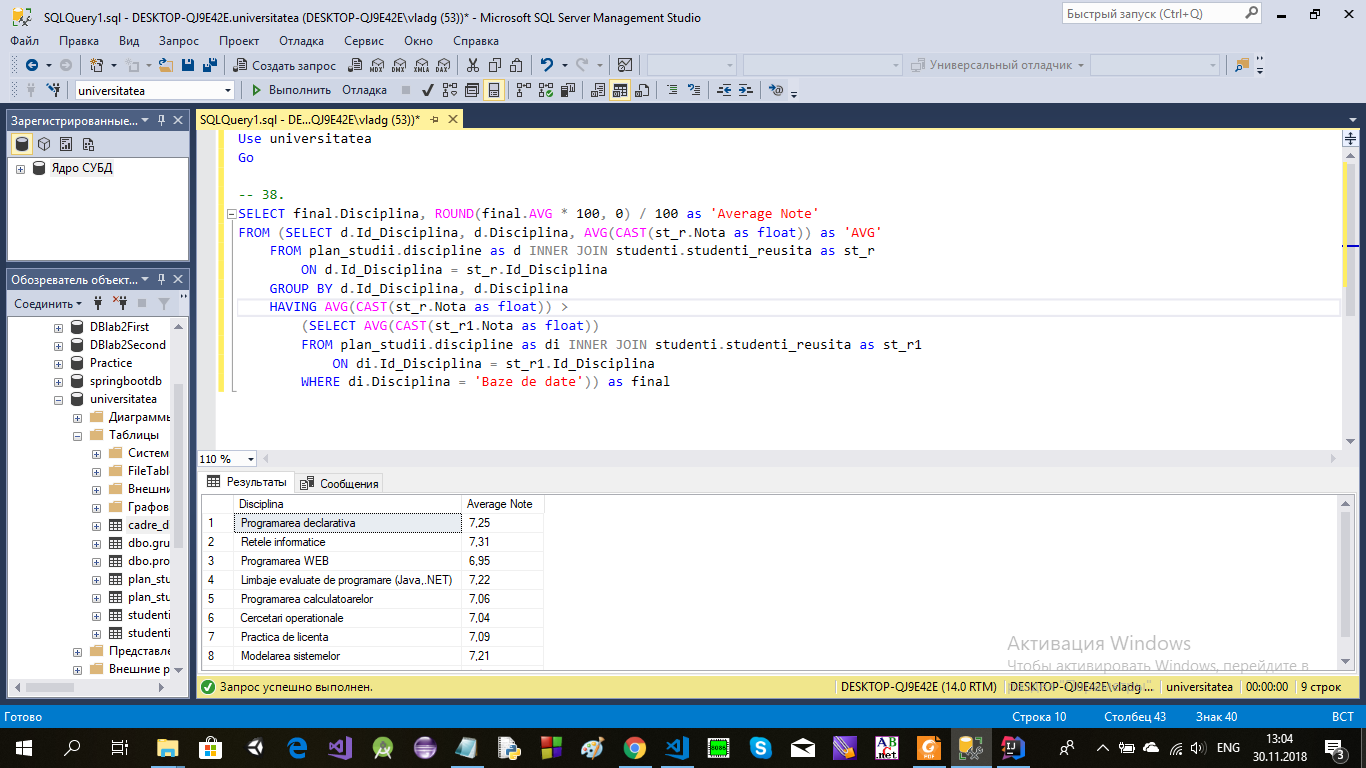 SQLQuery1.sql - DESKTOP-QJ9E42E.universitatea (DESKTOP-QJ9E42E\vladg (53))* - Microsoft SQL Server Management Studio
Быстрый запуск (Ctrl+Q)
Файл Правка Вид Запрос Проект Отладка Сервис Окно Справка
Создать запрос MDX DMX XMLA DAX Универсальный отладчик
universitatea Выполнить Отладка
Зарегистрированные...
Ядро СУБД
Обозреватель объект...
Соединить
DBlab2First
DBlab2Second
Practice
springbootdb
universitatea
Диаграммы
Таблицы
Систем
FileTabl
Внешни
Графов
cadre_d
dbo.gru
dbo.pro
plan_stu
plan_stu
studenti
studenti
Представле
Внешние р
SQLQuery1.sql - DE...QJ9E42E\vladg (53))*
Use universitatea
Go
-- 38.
SELECT final.Disciplina, ROUND(final.AVG * 100, 0) / 100 as 'Average Note'
FROM (SELECT d.Id_Disciplina, d.Disciplina, AVG(CAST(st_r.Nota as float)) as 'AVG'
FROM plan_studii.discipline as d INNER JOIN studenti.studenti_reusita as st_r
ON d.Id_Disciplina = st_r.Id_Disciplina
GROUP BY d.Id_Disciplina, d.Disciplina
HAVING AVG(CAST(st_r.Nota as float)) >
(SELECT AVG(CAST(st_r1.Nota as float))
FROM plan_studii.discipline as di INNER JOIN studenti.studenti_reusita as st_r1
ON di.Id_Disciplina = st_r1.Id_Disciplina
WHERE di.Disciplina = 'Baze de date')) as final
110 %
Результаты Сообщения
Disciplina Average Note
1 Programarea declarativa 7,25
2 Retele informatice 7,31
3 Programarea WEB 6,95
4 Limbaje evaluate de programare (Java,.NET) 7,22
5 Programarea calculatoarelor 7,06
6 Cercetari operationale 7,04
7 Practica de licenta 7,09
8 Modelarea sistemelor 7,21
Активация Windows
Чтобы активировать Windows, перейдите в
Запрос успешно выполнен. DESKTOP-QJ9E42E (14.0 RTM) DESKTOP-QJ9E42E\vladg ... universitatea 00:00:00 9 строк
Готово Строка 10 Столбец 43 Знак 40 ВСТ
ENG 13:04
30.11.2018 3